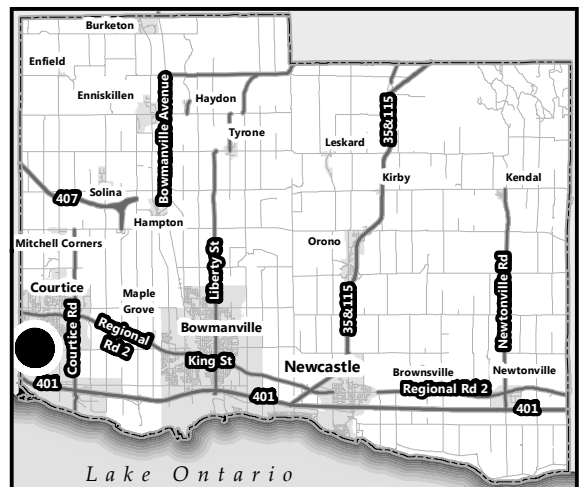 Burketon
Enfield
Enniskillen
Bowmanville Avenue
Haydon
35&115
Tyrone
Leskard
Kirby
Kendal
407
Solina
Hampton
Mitchell Corners
Liberty St
Orono
Newtonville Rd
Courtice
Maple
Grove
Courtice Rd
Regional
Rd 2
Bowmanville
35&115
King St
Newcastle
Brownsville
Newtonville
401
Regional Rd 2
401
401
Lake Ontario